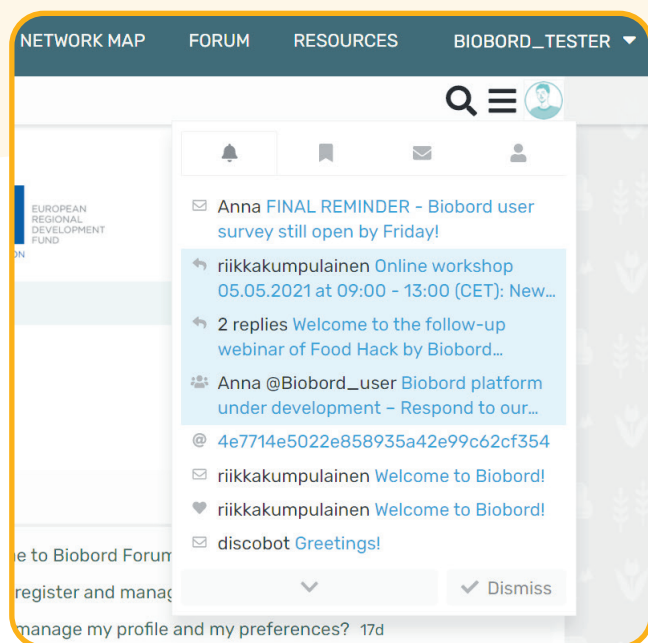 NETWORK MAP FORUM RESOURCES BIOBORD_TESTER
EUROPEAN
REGIONAL
DEVELOPMENT
FUND
ON
Anna FINAL REMINDER - Biobord user
survey still open by Friday!
riikkakumpulainen Online workshop
05.05.2021 at 09:00 - 13:00 (CET): New...
2 replies Welcome to the follow-up
webinar of Food Hack by Biobord...
Anna @Biobord_user Biobord platform
under development – Respond to our...
@ 4e7714e5022e858935a42e99c62cf354
riikkakumpulainen Welcome to Biobord!
riikkakumpulainen Welcome to Biobord!
discobot Greetings!
Dismiss
e to Biobord Forum
register and manag
manage my profile and my preferences? 17d